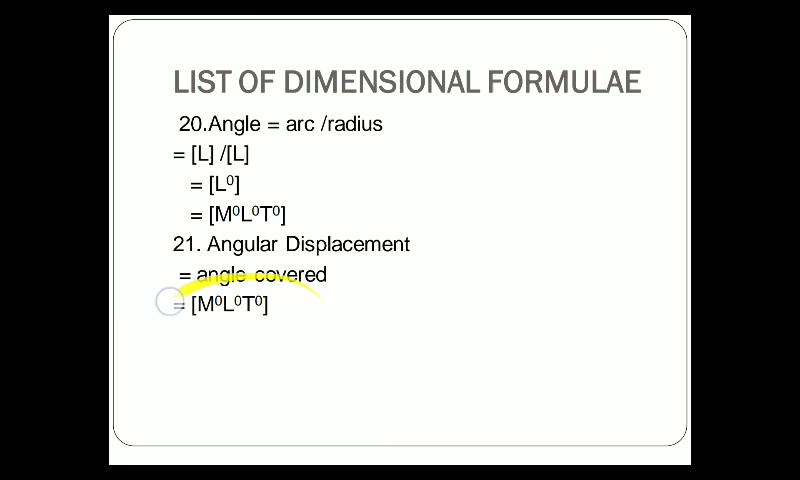 LIST OF DIMENSIONAL FORMULAE
20.Angle = arc /radius
= [L] /[L]
= [L⁰]
= [M⁰L⁰T⁰]
21. Angular Displacement
= angle covered
= [M⁰L⁰T⁰]